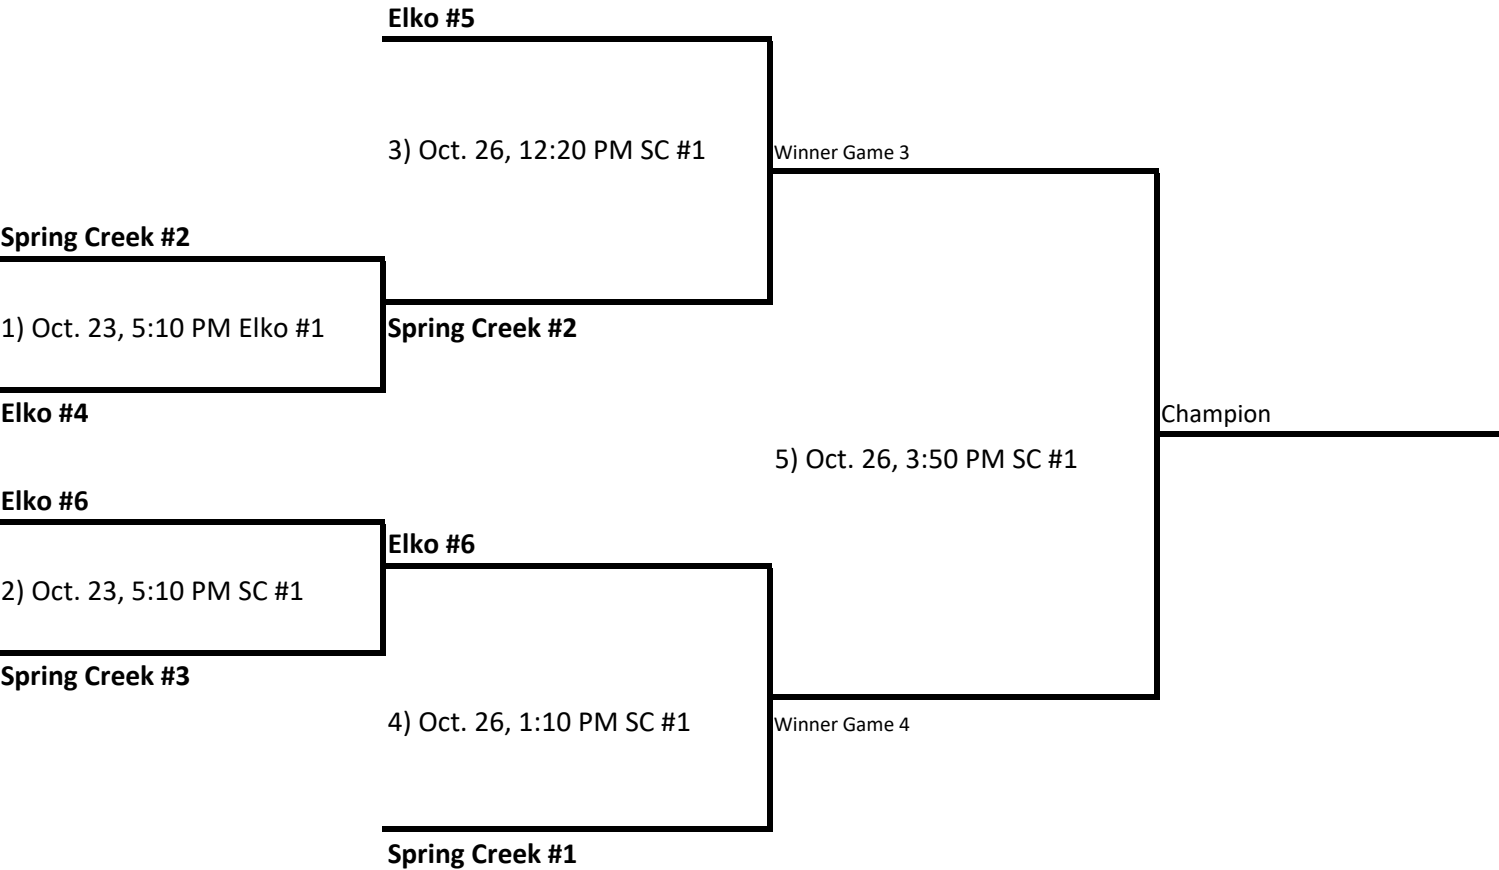 Elko #5
3) Oct. 26, 12:20 PM SC #1
Winner Game 3
Spring Creek #2
1) Oct. 23, 5:10 PM Elko #1
Spring Creek #2
Elko #4
Champion
5) Oct. 26, 3:50 PM SC #1
Elko #6
Elko #6
2) Oct. 23, 5:10 PM SC #1
Spring Creek #3
4) Oct. 26, 1:10 PM SC #1
Winner Game 4
Spring Creek #1